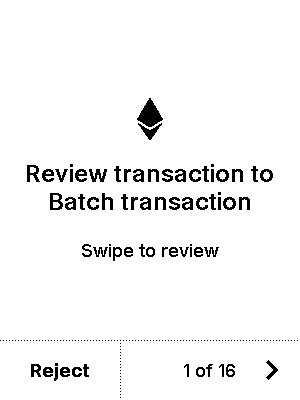 Review transaction to
Batch transaction
Swipe to review
Reject
1 of 16